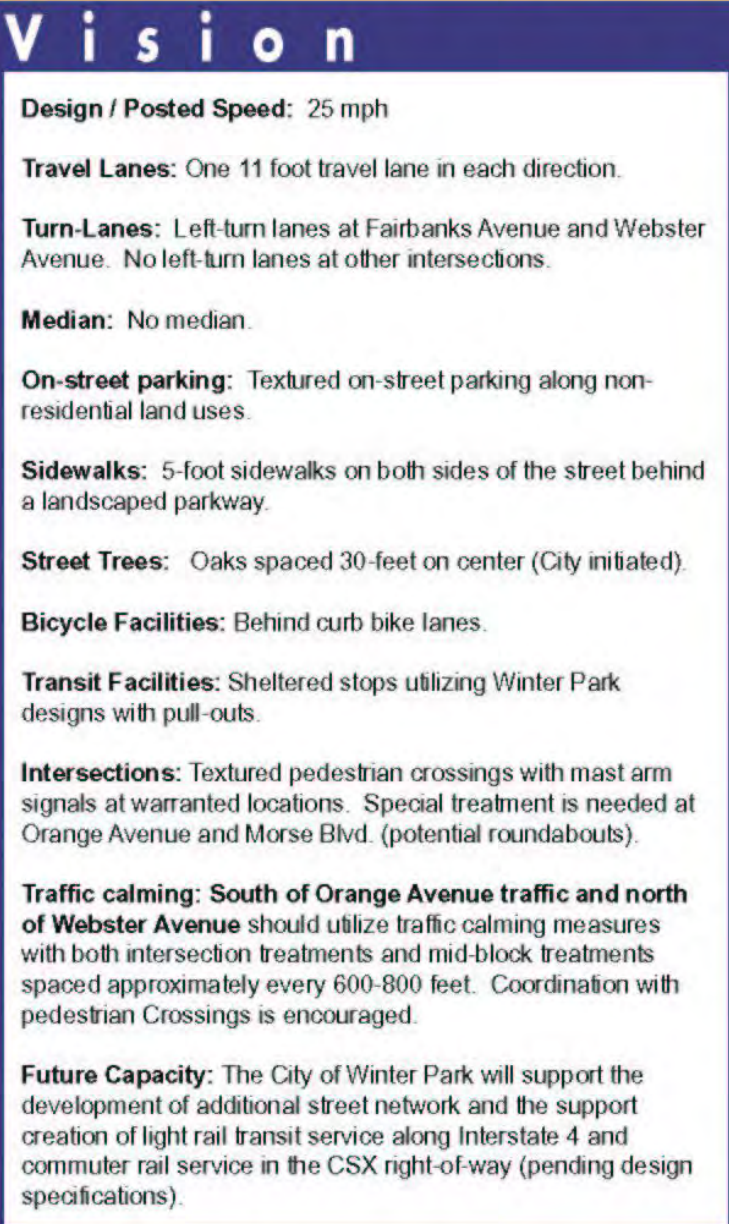 Vision
Design / Posted Speed: 25 mph
Travel Lanes: One 11 foot travel lane in each direction.
Turn-Lanes: Left-turn lanes at Fairbanks Avenue and Webster
Avenue. No left-turn lanes at other intersections.
Median: No median.
On-street parking: Textured on-street parking along non-
residential land uses.
Sidewalks: 5-foot sidewalks on both sides of the street behind
a landscaped parkway.
Street Trees: Oaks spaced 30-feet on center (City initiated).
Bicycle Facilities: Behind curb bike lanes.
Transit Facilities: Sheltered stops utilizing Winter Park
designs with pull-outs.
Intersections: Textured pedestrian crossings with mast arm
signals at warranted locations. Special treatment is needed at
Orange Avenue and Morse Blvd. (potential roundabouts).
Traffic calming: South of Orange Avenue traffic and north
of Webster Avenue should utilize traffic calming measures
with both intersection treatments and mid-block treatments
spaced approximately every 600-800 feet. Coordination with
pedestrian Crossings is encouraged.
Future Capacity: The City of Winter Park will support the
development of additional street network and the support
creation of light rail transit service along Interstate 4 and
commuter rail service in the CSX right-of-way (pending design
specifications).